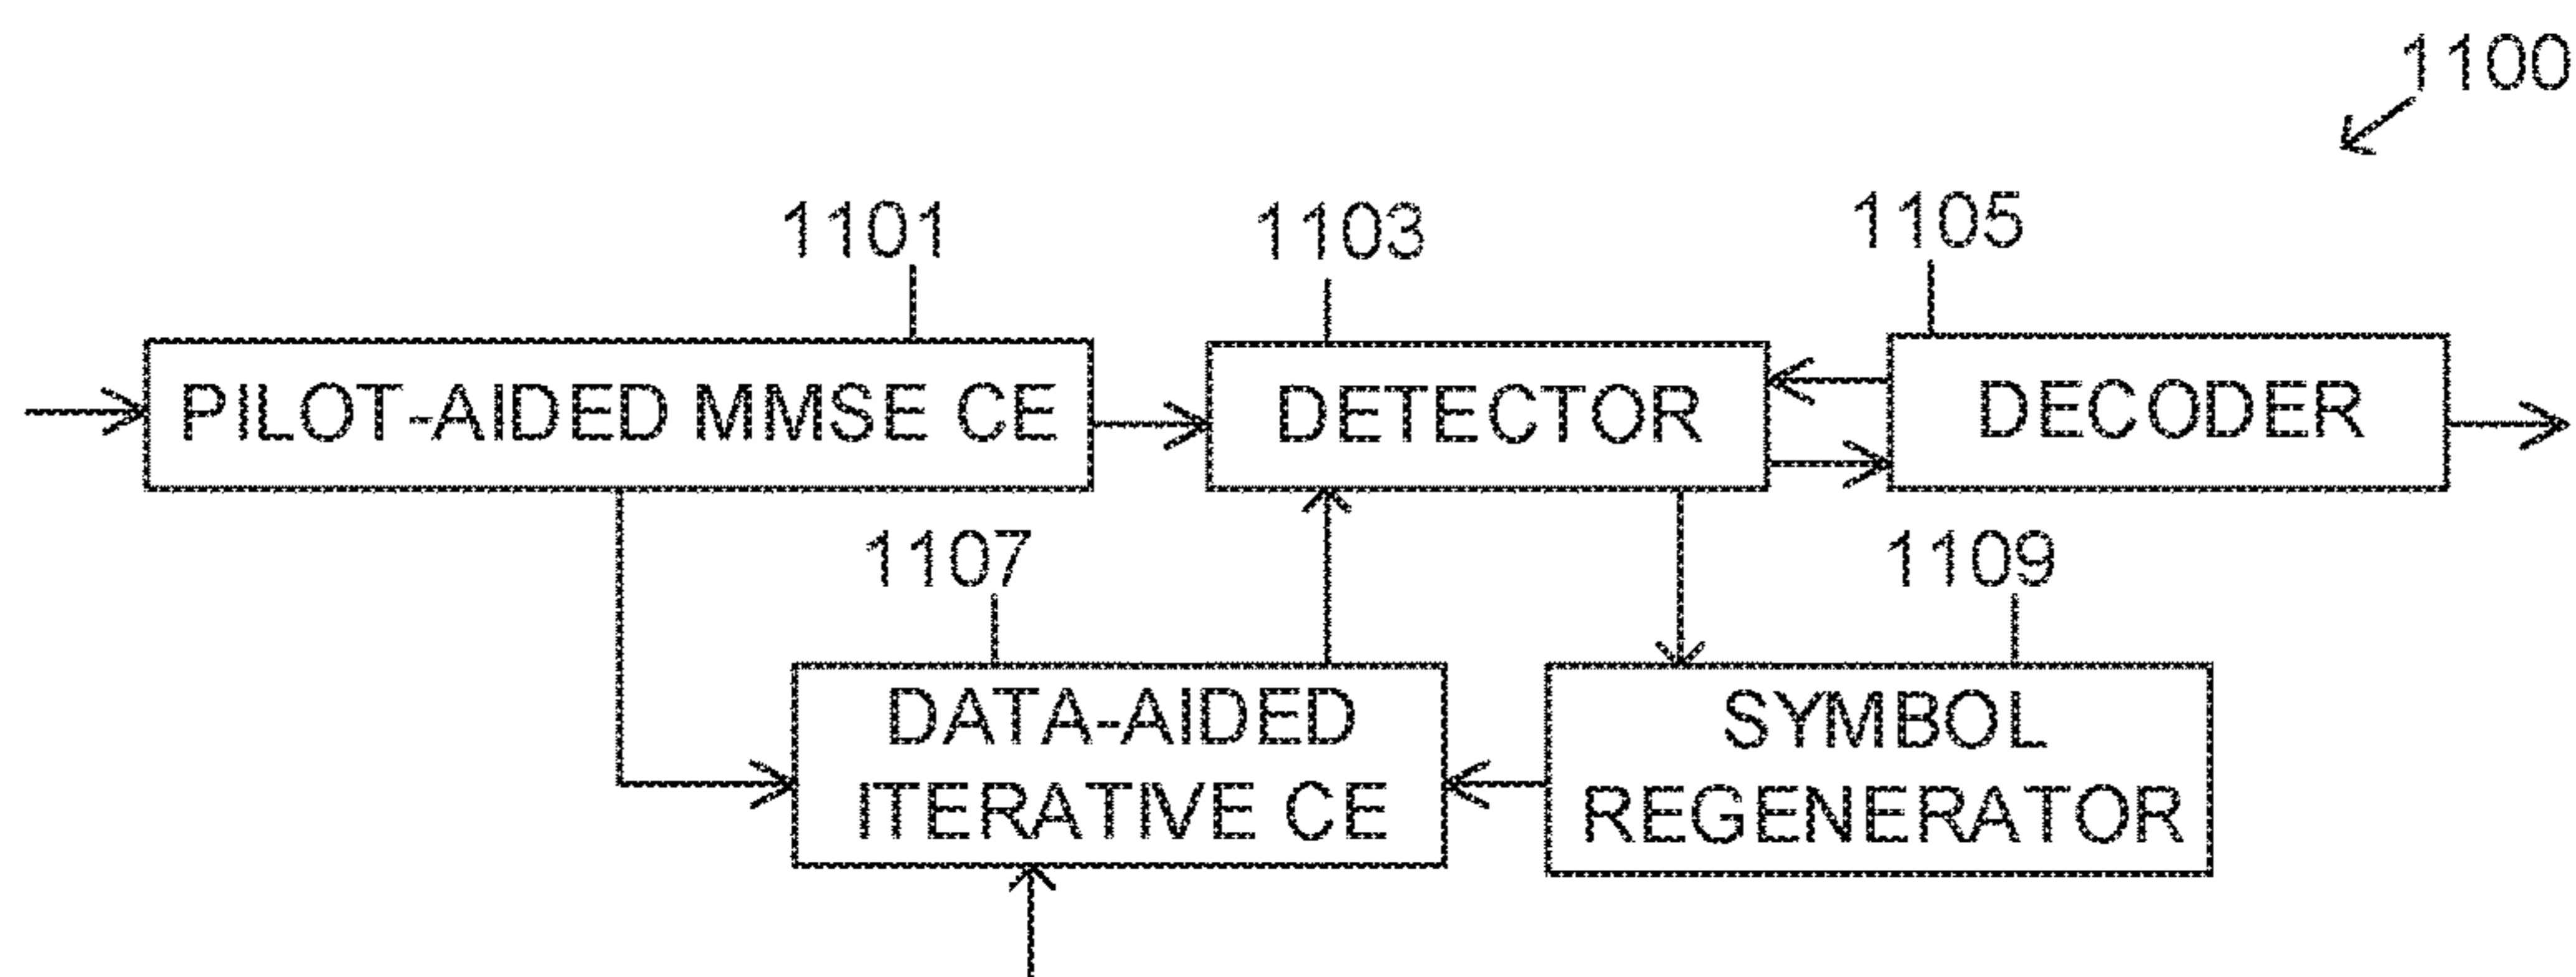 1100
1101
1103
1105
PILOT-AIDED MMSE CE
DETECTOR
DECODER
1107
1109
DATA-AIDED
ITERATIVE CE
SYMBOL
REGENERATOR